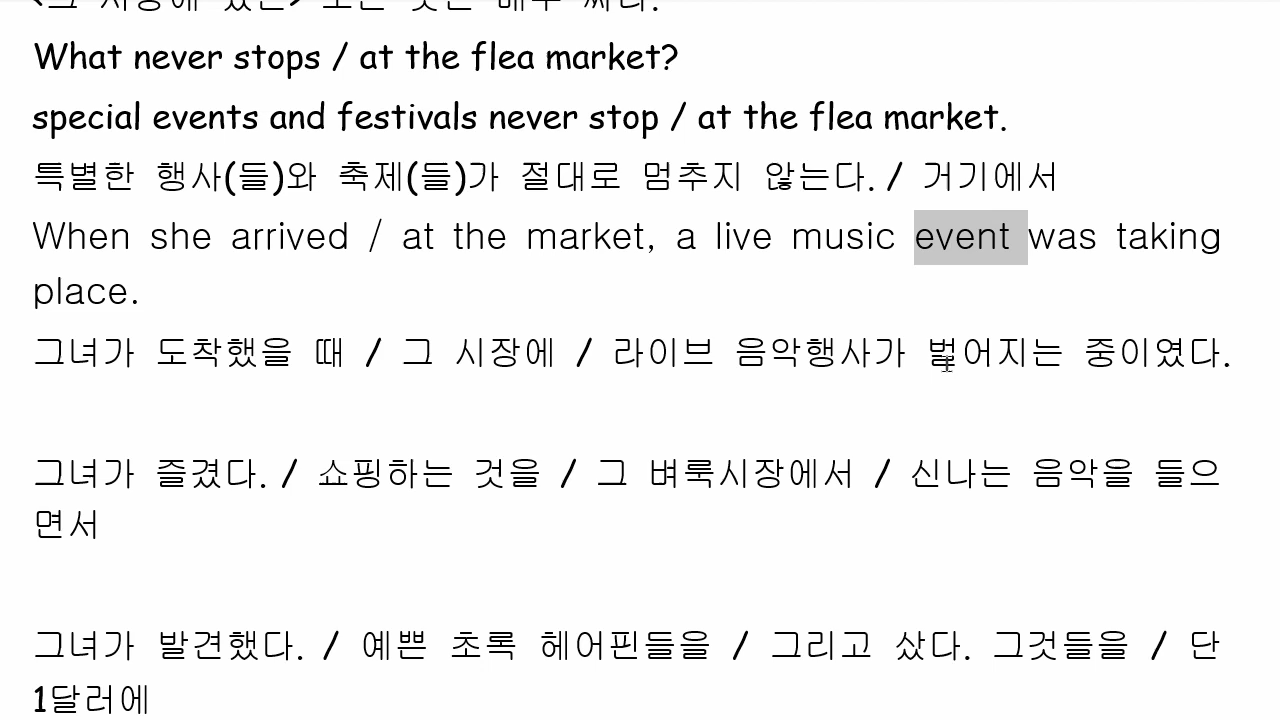 What never stops / at the flea market?
special events and festivals never stop / at the flea market.
특별한 행사(들)와 축제(들)가 절대로 멈추지 않는다. / 거기에서
When she arrived / at the market, a live music event was taking
place.
그녀가 도착했을 때 / 그 시장에 / 라이브 음악행사가 벌어지는 중이였다.
그녀가 즐겼다. / 쇼핑하는 것을 / 그 벼룩시장에서 / 신나는 음악을 들으
면서
그녀가 발견했다. / 예쁜 초록 헤어핀들을 / 그리고 샀다. 그것들을 / 단
1달러에